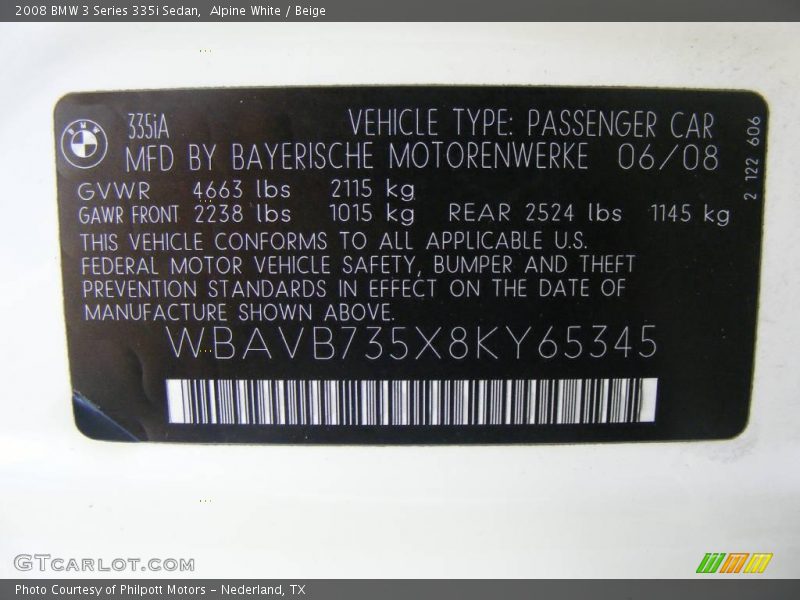 2008 BMW 3 Series 335i Sedan,  Alpine White / Beige
BMW
335iA
VEHICLE TYPE: PASSENGER CAR
MFD BY BAYERISCHE MOTORENWERKE 06/08
2 122 606
GVWR 4663 lbs 2115 kg
GAWR FRONT 2238 lbs 1015 kg REAR 2524 lbs 1145 kg
THIS VEHICLE CONFORMS TO ALL APPLICABLE U.S.
FEDERAL MOTOR VEHICLE SAFETY, BUMPER AND THEFT
PREVENTION STANDARDS IN EFFECT ON THE DATE OF
MANUFACTURE SHOWN ABOVE.
WBAVB735X8KY65345
GTCARLOT.COM
Photo Courtesy of Philpott Motors - Nederland, TX